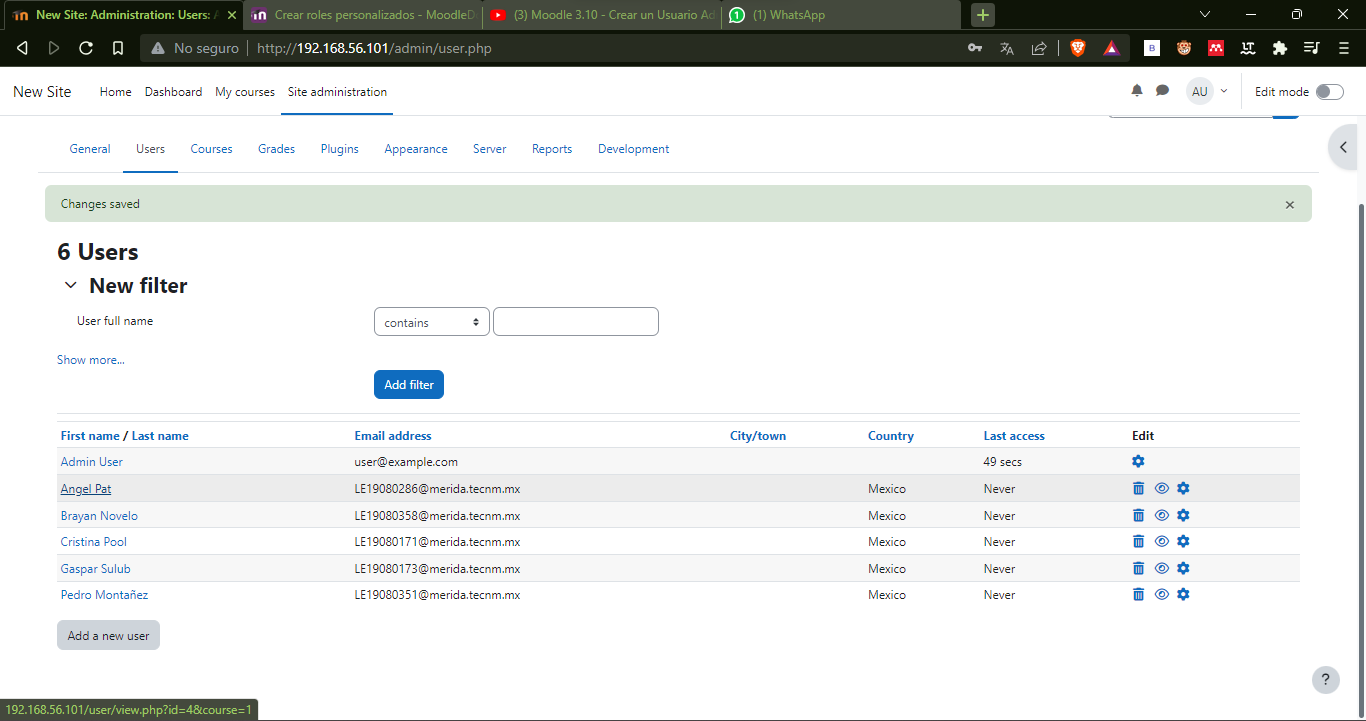 New Site: Administration: Users: A
Crear roles personalizados - MoodleD
(3) Moodle 3.10 - Crear un Usuario Ad
(1) WhatsApp
No seguro
http://192.168.56.101/admin/user.php
New Site
Home
Dashboard
My courses
Site administration
AU
Edit mode
General
Users
Courses
Grades
Plugins
Appearance
Server
Reports
Development
Changes saved
6 Users
New filter
User full name
contains
Show more...
Add filter
First name / Last name Email address City/town Country Last access Edit
Admin User user@example.com 49 secs
Angel Pat LE19080286@merida.tecnm.mx Mexico Never
Brayan Novelo LE19080358@merida.tecnm.mx Mexico Never
Cristina Pool LE19080171@merida.tecnm.mx Mexico Never
Gaspar Sulub LE19080173@merida.tecnm.mx Mexico Never
Pedro Montañez LE19080351@merida.tecnm.mx Mexico Never
Add a new user
?
192.168.56.101/user/view.php?id=4&course=1